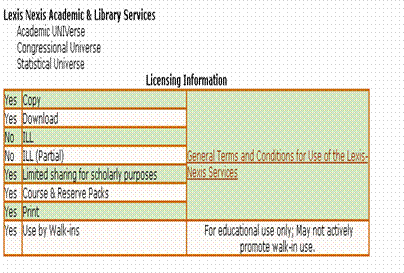 Lexis Nexis Academic & Library Services
Academic UNIVerse
Congressional Universe
Statistical Universe
Licensing Information
Yes Copy
Yes Download
No ILL
No ILL (Partial)
General Terms and Conditions for Use of the Lexis-
Nexis Services
Yes Limited sharing for scholarly purposes
Yes Course & Reserve Packs
Yes Print
Yes Use by Walk-ins
For educational use only; May not actively
promote walk-in use.